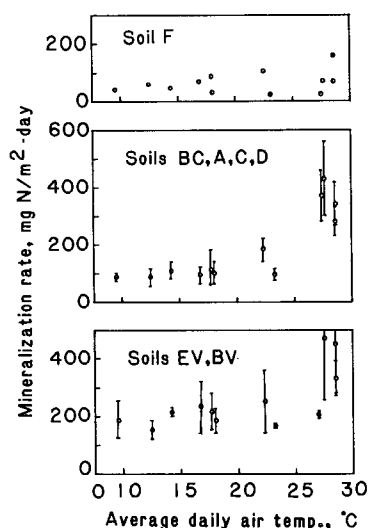 Soil F
200
0
Mineralization rate, mg N/m²-day
600
Soils BC,A,C,D
400
200
0
Soils EV,BV
400
200
0
0 10 15 20 25 30
Average daily air temp., °C